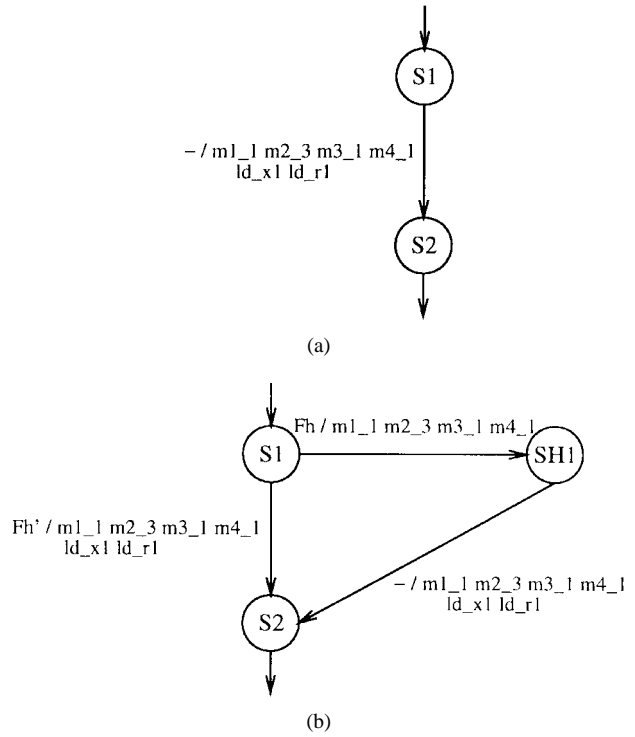 S1
– / m1_1 m2_3 m3_1 m4_1
ld_x1 ld_r1
S2
(a)
Fh / m1_1 m2_3 m3_1 m4_1
S1
SH1
Fh' / m1_1 m2_3 m3_1 m4_1
ld_x1 ld_r1
– / m1_1 m2_3 m3_1 m4_1
ld_x1 ld_r1
S2
(b)